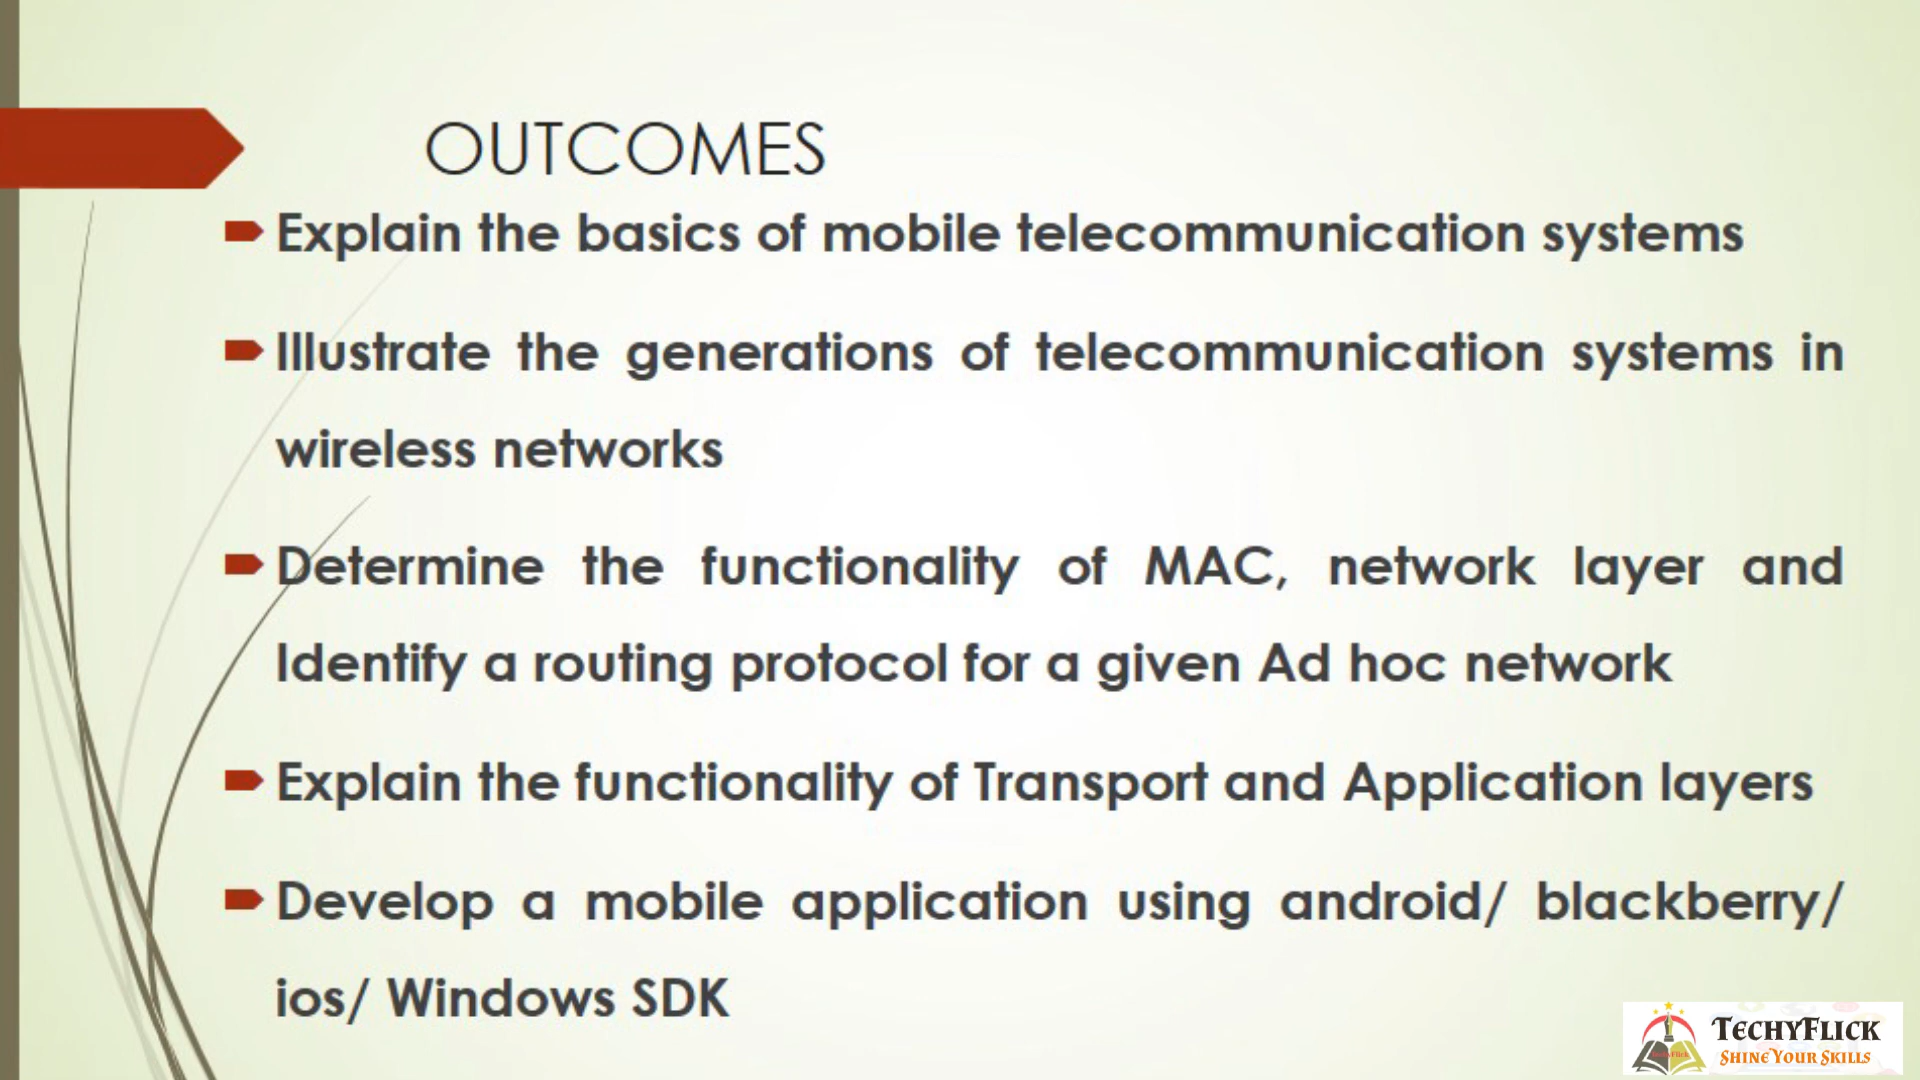 OUTCOMES
Explain the basics of mobile telecommunication systems
Illustrate the generations of telecommunication systems in
wireless networks
Determine the functionality of MAC, network layer and
Identify a routing protocol for a given Ad hoc network
Explain the functionality of Transport and Application layers
Develop a mobile application using android/ blackberry/
ios/ Windows SDK
TECHYFLICK
SHINE YOUR SKILLS